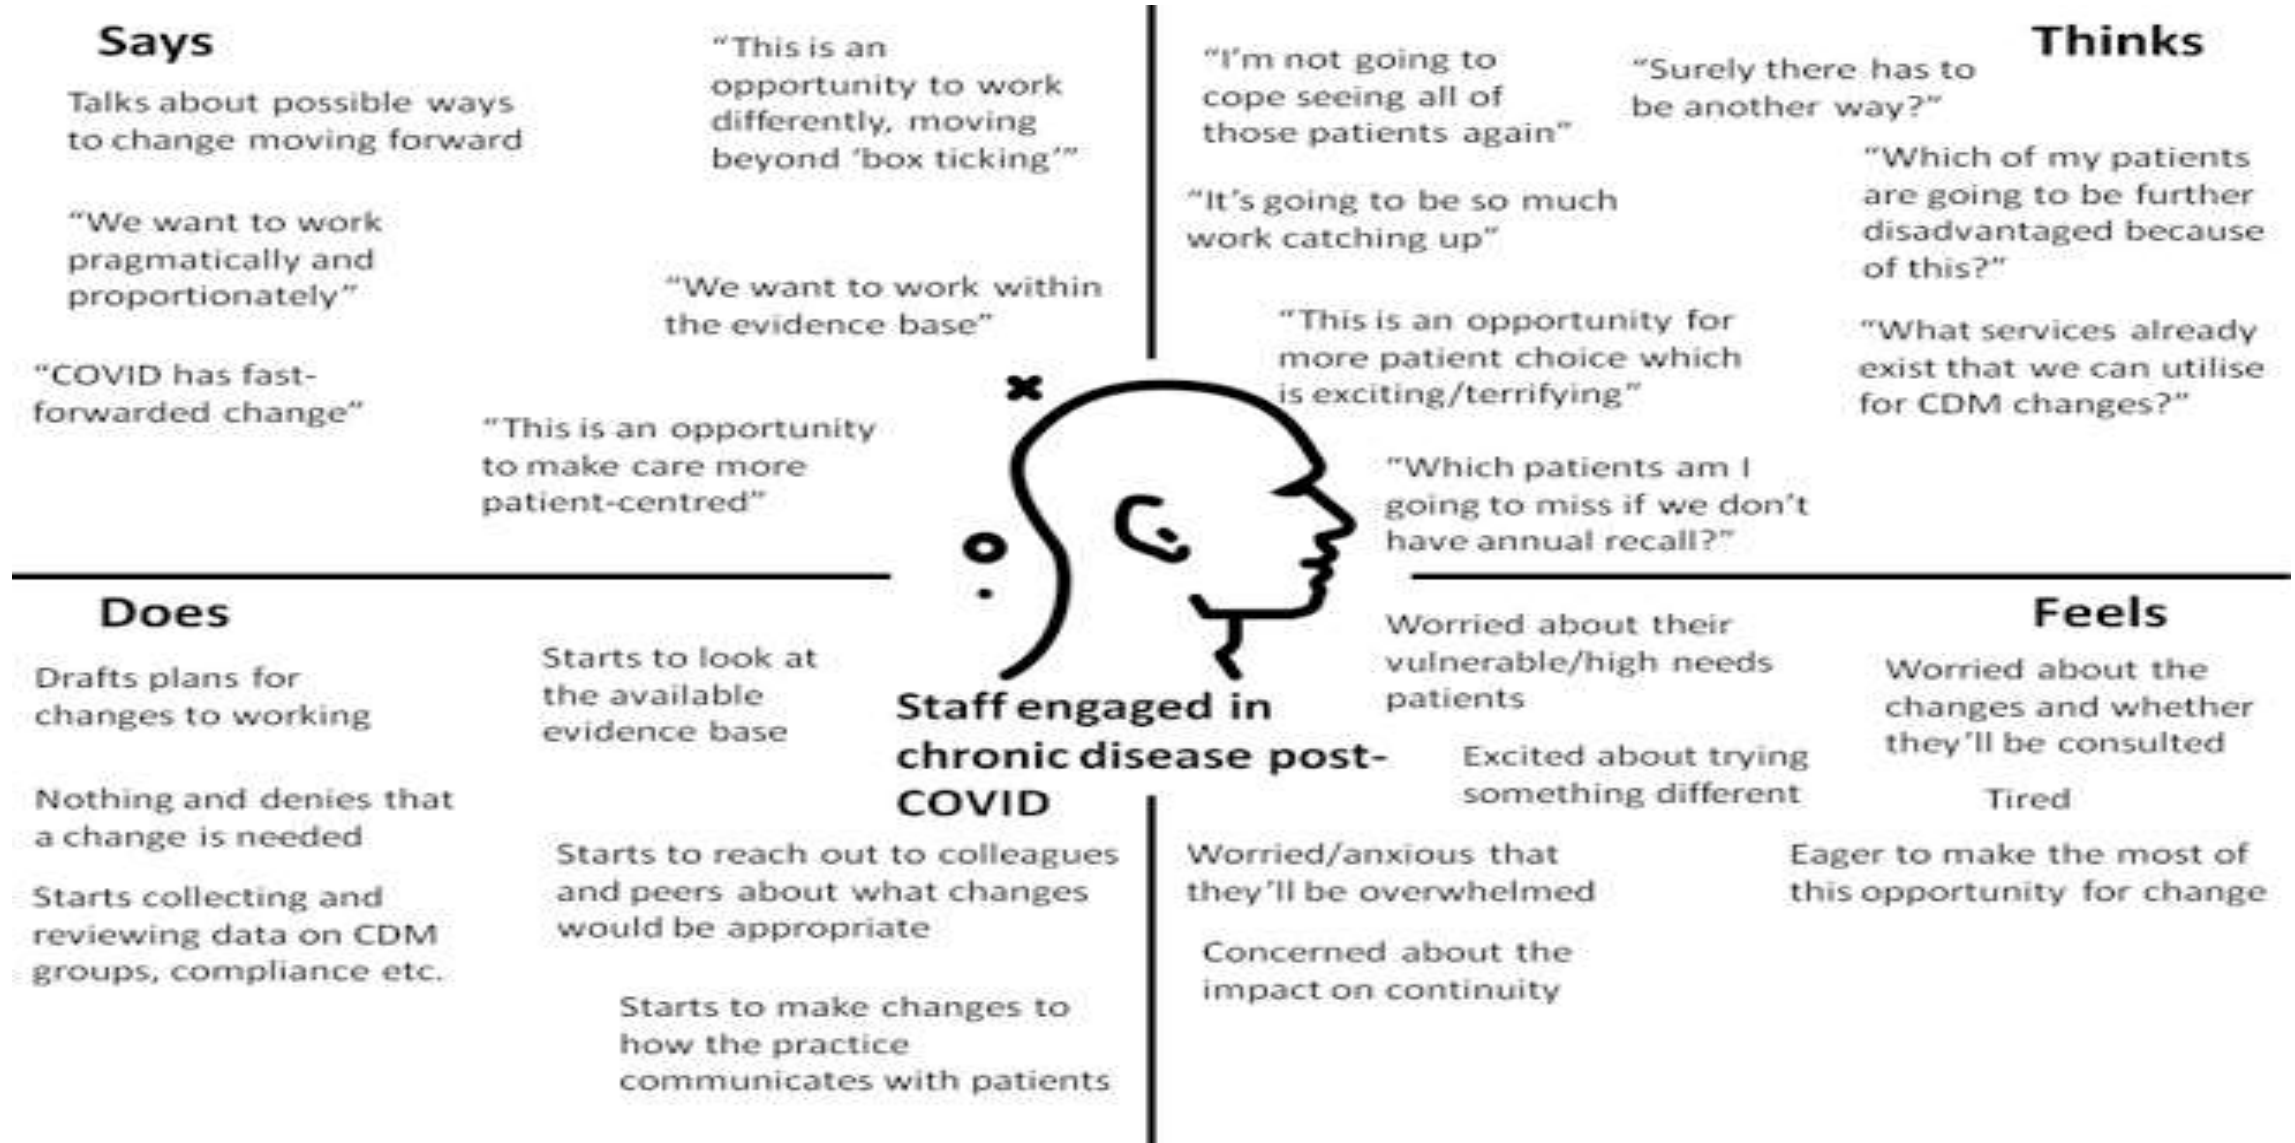 Says
Talks about possible ways
to change moving forward
“This is an
opportunity to work
differently, moving
beyond ‘box ticking’”
“We want to work
pragmatically and
proportionately”
“We want to work within
the evidence base”
“COVID has fast-
forwarded change”
“This is an opportunity
to make care more
patient-centred”
Thinks
“I’m not going to
cope seeing all of
those patients again”
“Surely there has to
be another way?”
“Which of my patients
are going to be further
disadvantaged because
of this?”
“It’s going to be so much
work catching up”
“This is an opportunity for
more patient choice which
is exciting/terrifying”
“What services already
exist that we can utilise
for CDM changes?”
“Which patients am I
going to miss if we don’t
have annual recall?”
Staff engaged in
chronic disease post-
COVID
Does
Drafts plans for
changes to working
Starts to look at
the available
evidence base
Nothing and denies that
a change is needed
Starts collecting and
reviewing data on CDM
groups, compliance etc.
Starts to reach out to colleagues
and peers about what changes
would be appropriate
Starts to make changes to
how the practice
communicates with patients
Feels
Worried about their
vulnerable/high needs
patients
Worried about the
changes and whether
they’ll be consulted
Excited about trying
something different
Tired
Worried/anxious that
they’ll be overwhelmed
Eager to make the most of
this opportunity for change
Concerned about the
impact on continuity